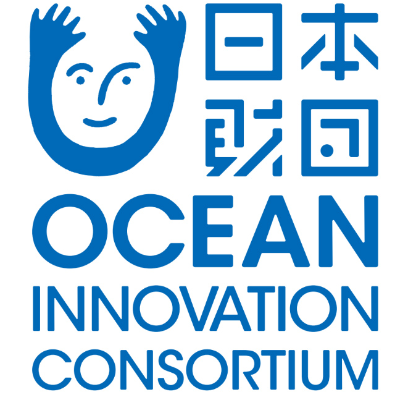 日本
財団
OCEAN
INNOVATION
CONSORTIUM